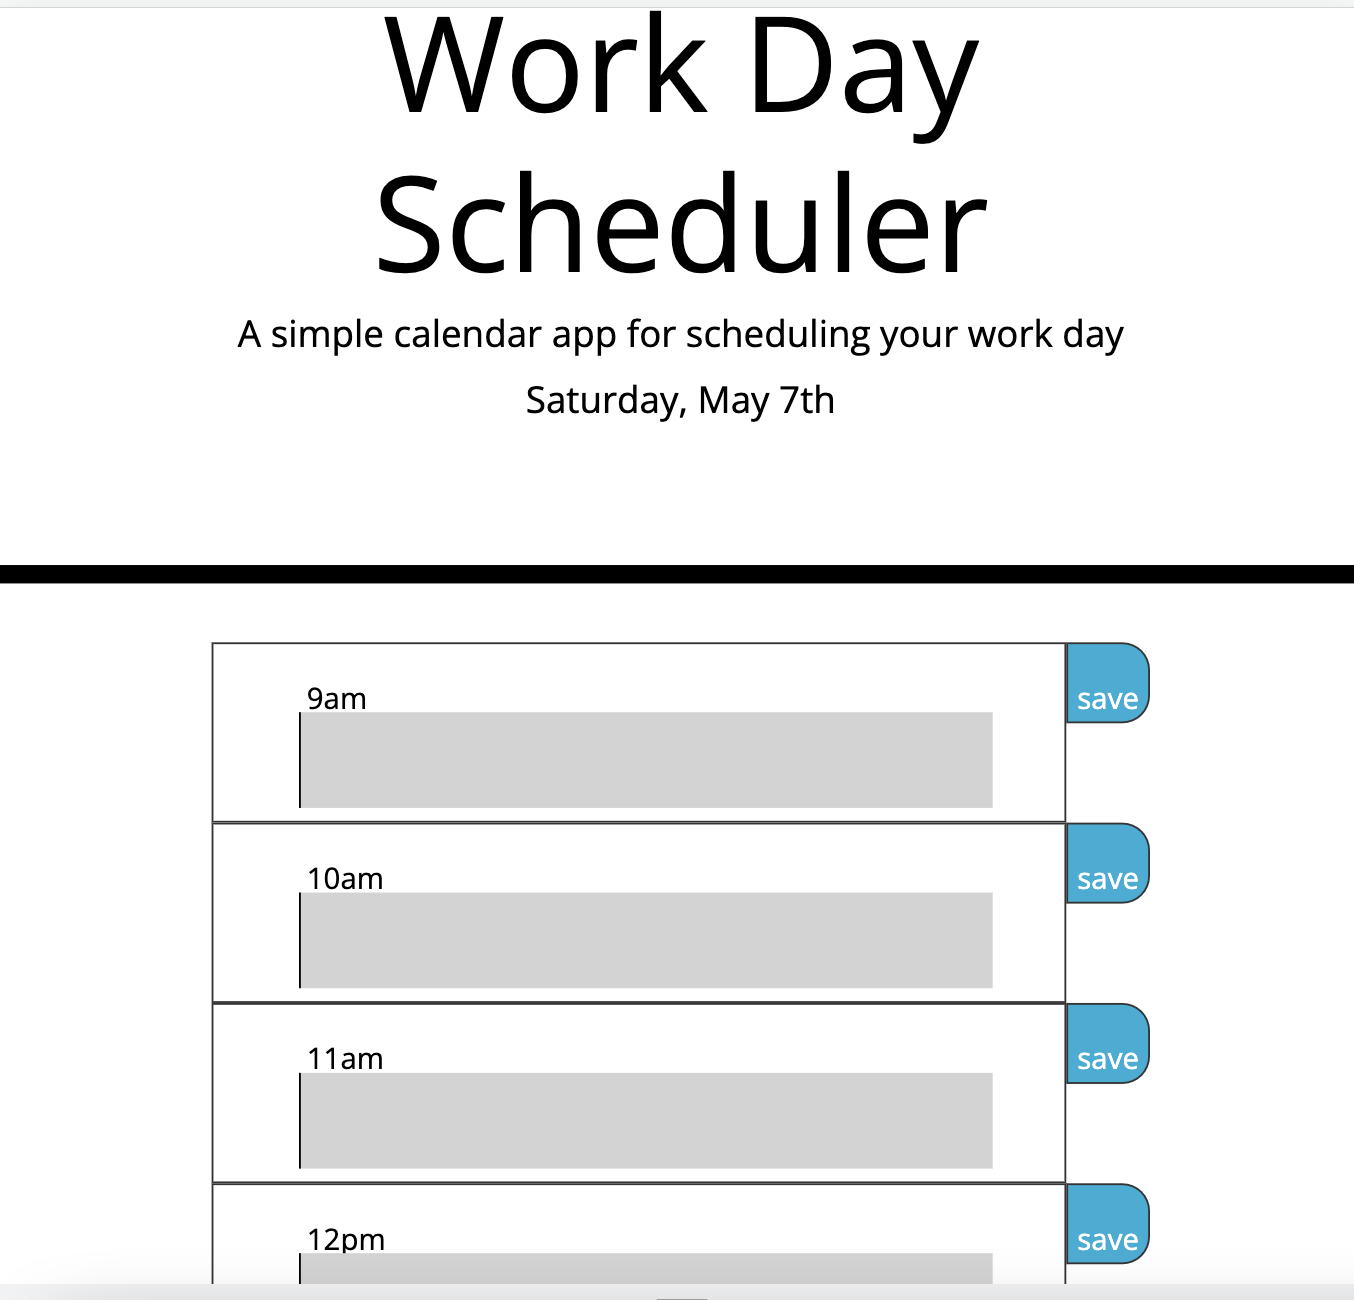 Work Day
Scheduler
A simple calendar app for scheduling your work day
Saturday, May 7th
9am
save
10am
save
11am
save
12pm
save